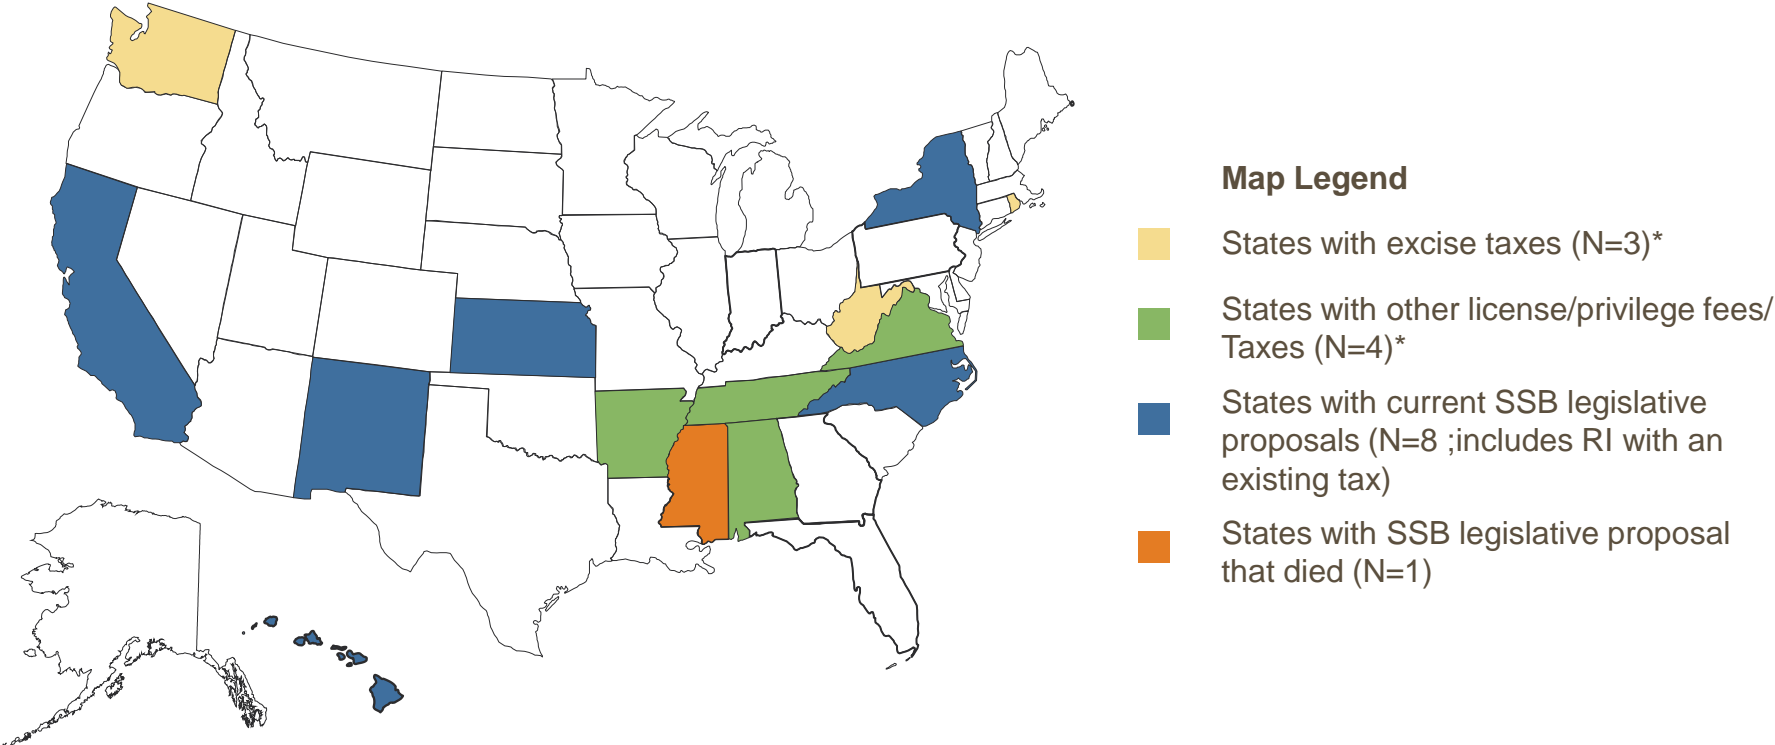 Map Legend
States with excise taxes (N=3)*
States with other license/privilege fees/
Taxes (N=4)*
States with current SSB legislative
proposals (N=8 ;includes RI with an
existing tax)
States with SSB legislative proposal
that died (N=1)